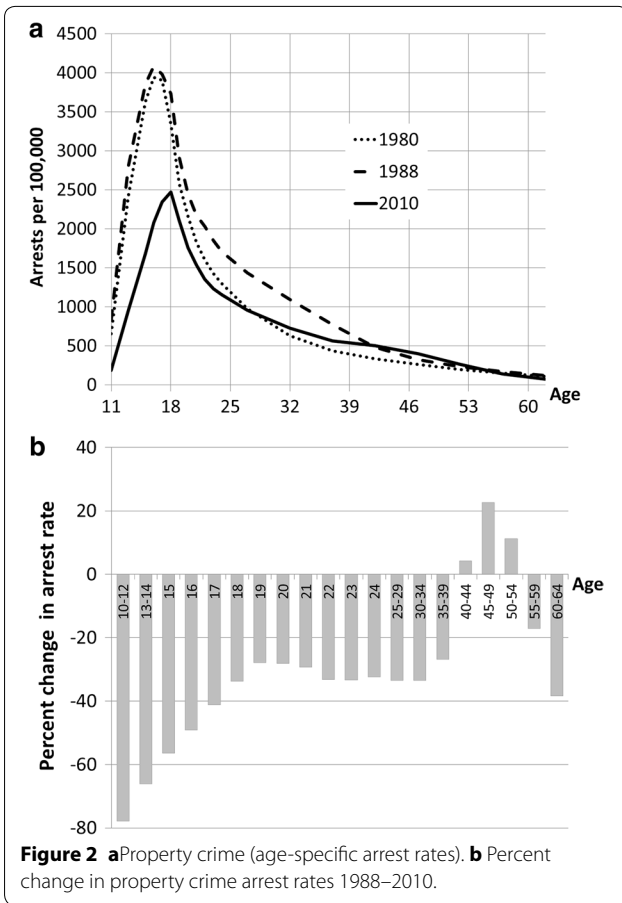 a
4500
4000
3500
3000
2500
2000
1500
1000
500
0
Arrests per 100,000
1980
1988
2010
11 18 25 32 39 46 53 60 Age
b
40
20
0
-20
-40
-60
-80
Percent change in arrest rate
Age
10-12 13-14 15 16 17 18 19 20 21 22 23 24 25-29 30-34 35-39 40-44 45-49 50-54 55-59 60-64
Figure 2 aProperty crime (age-specific arrest rates). b Percent
change in property crime arrest rates 1988–2010.